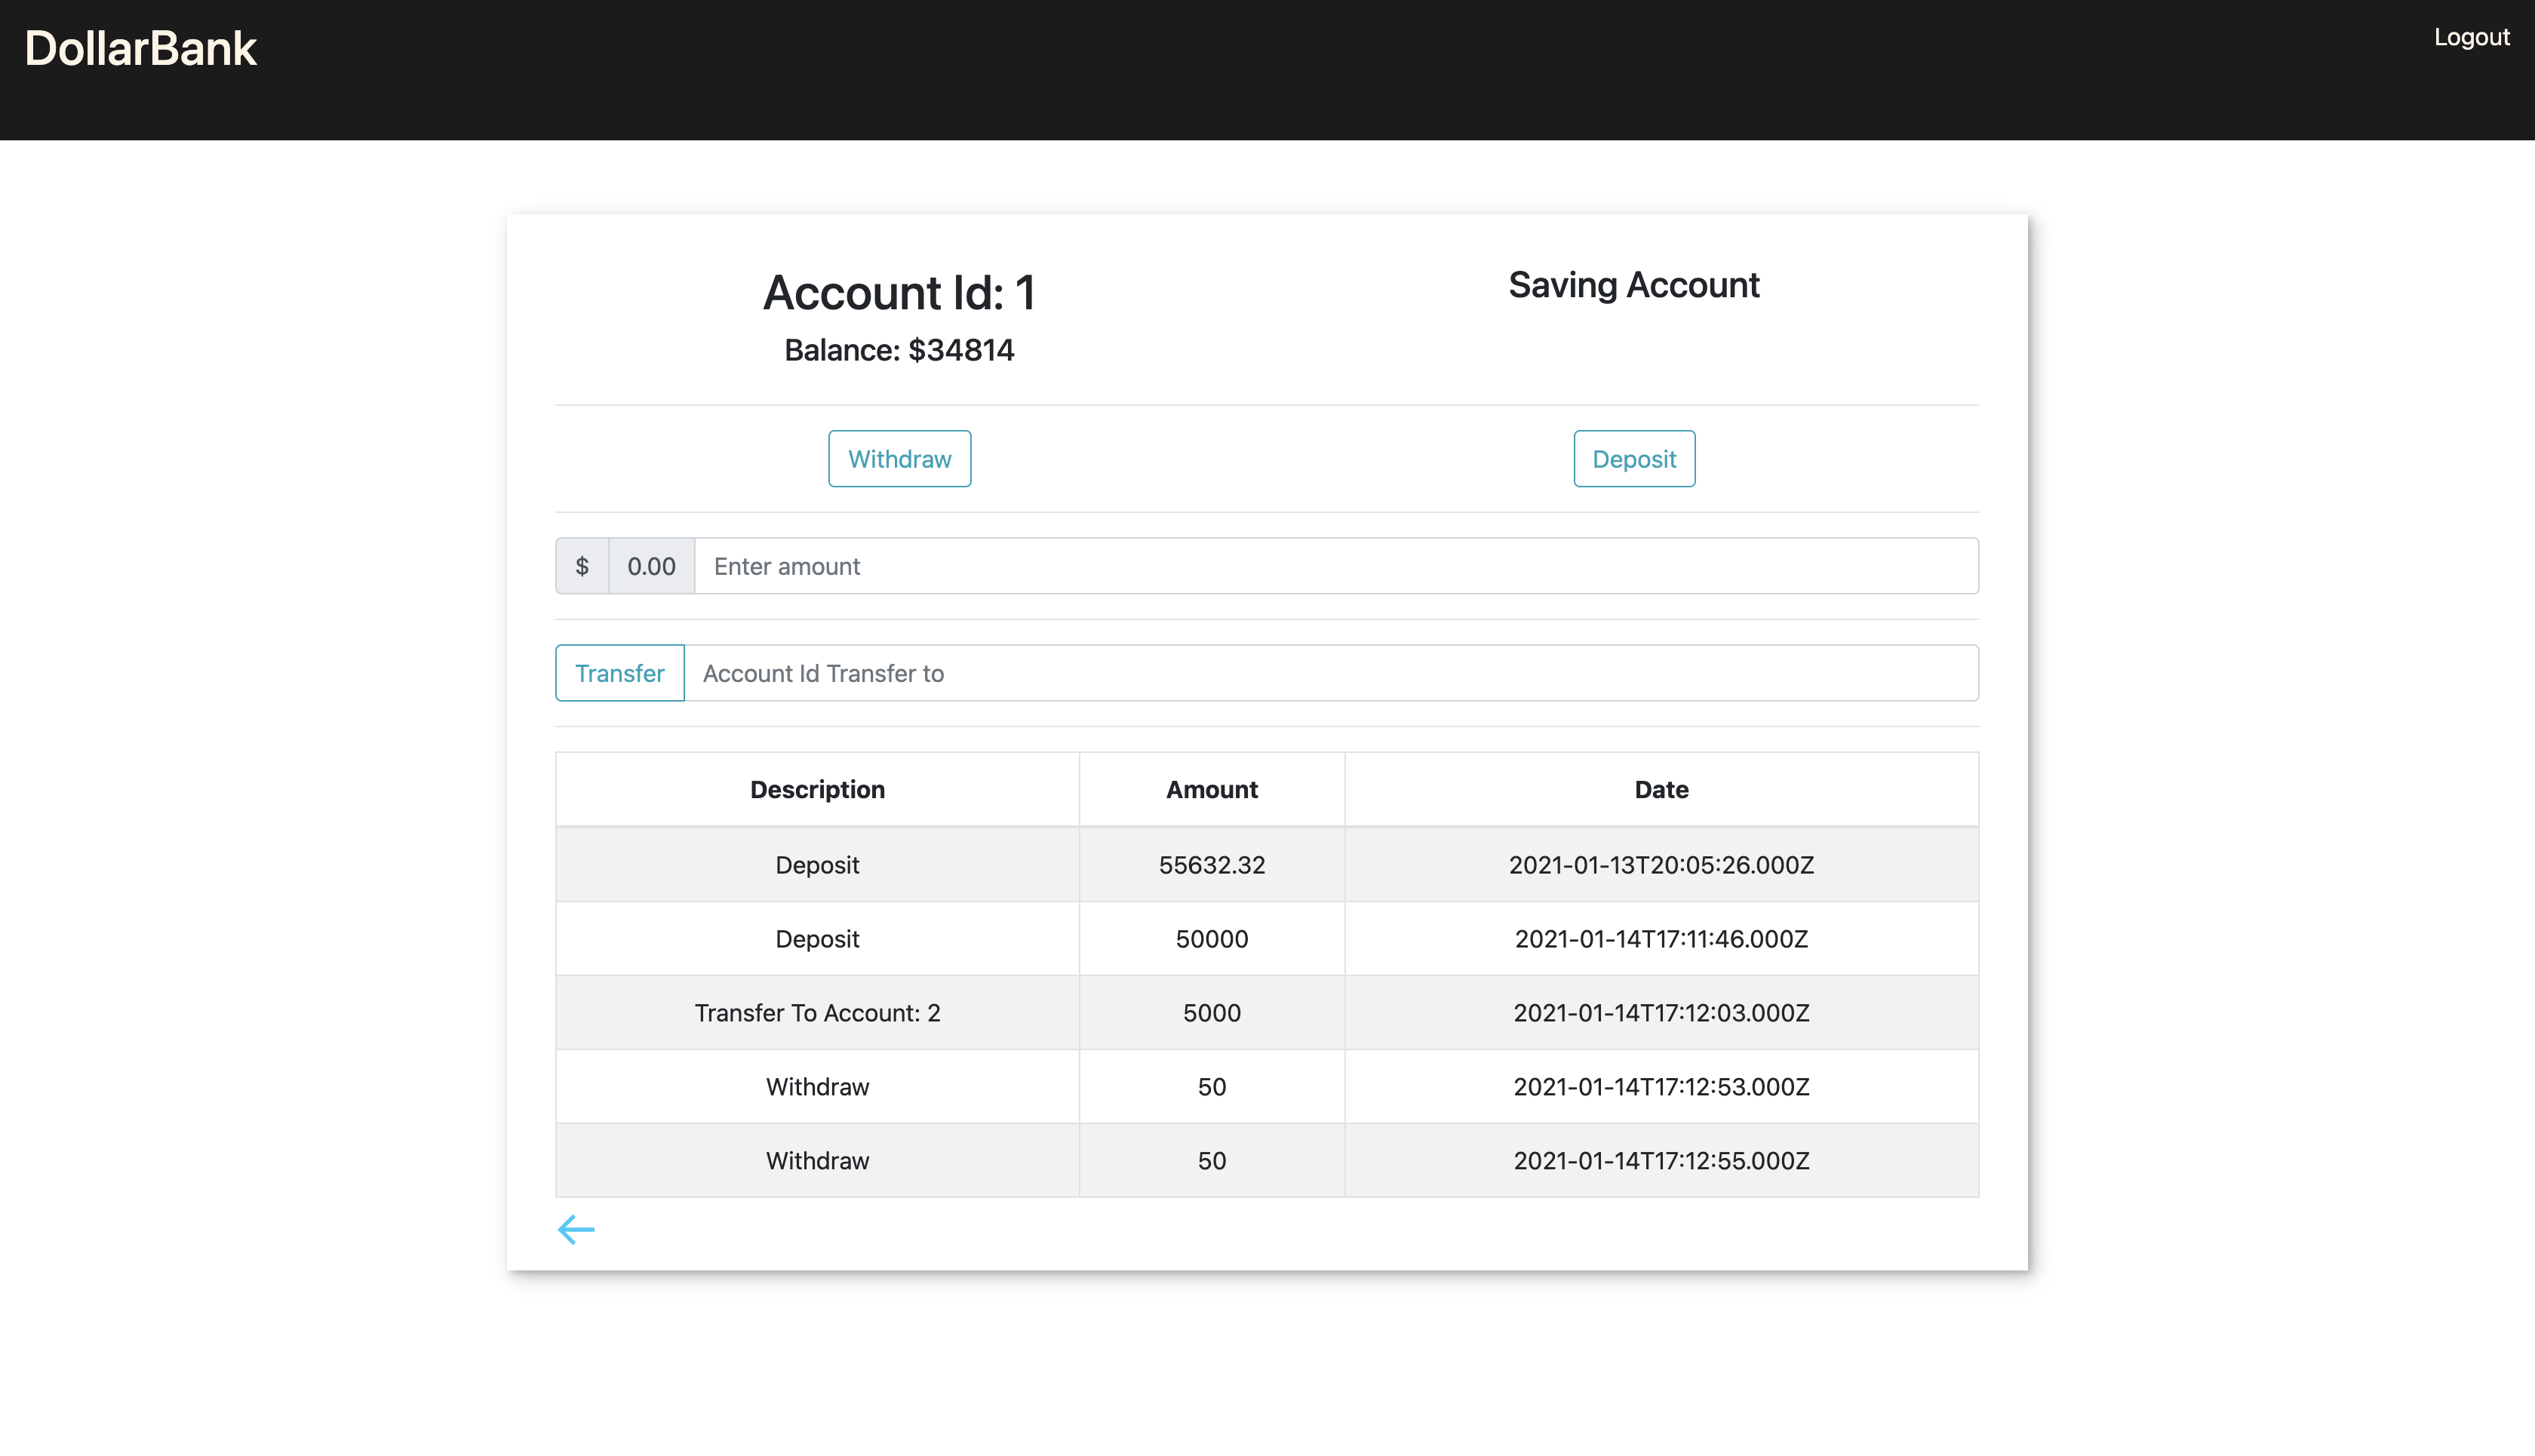 DollarBank
Logout
Account Id: 1
Saving Account
Balance: $34814
Withdraw
Deposit
$ 0.00 Enter amount
Transfer Account Id Transfer to
Description Amount Date
Deposit 55632.32 2021-01-13T20:05:26.000Z
Deposit 50000 2021-01-14T17:11:46.000Z
Transfer To Account: 2 5000 2021-01-14T17:12:03.000Z
Withdraw 50 2021-01-14T17:12:53.000Z
Withdraw 50 2021-01-14T17:12:55.000Z